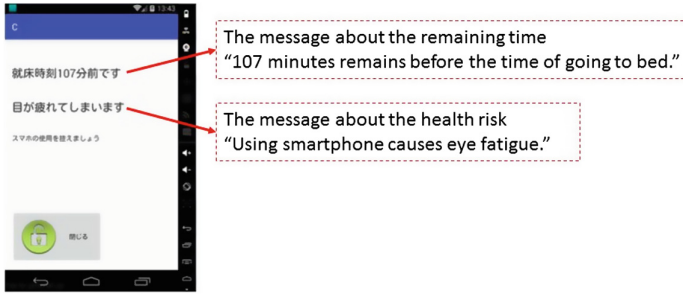 13:43
C
就床時刻107分前です
目が疲れてしまいます
スマホの使用を控えましょう
閉じる
The message about the remaining time
“107 minutes remains before the time of going to bed.”
The message about the health risk
“Using smartphone causes eye fatigue.”